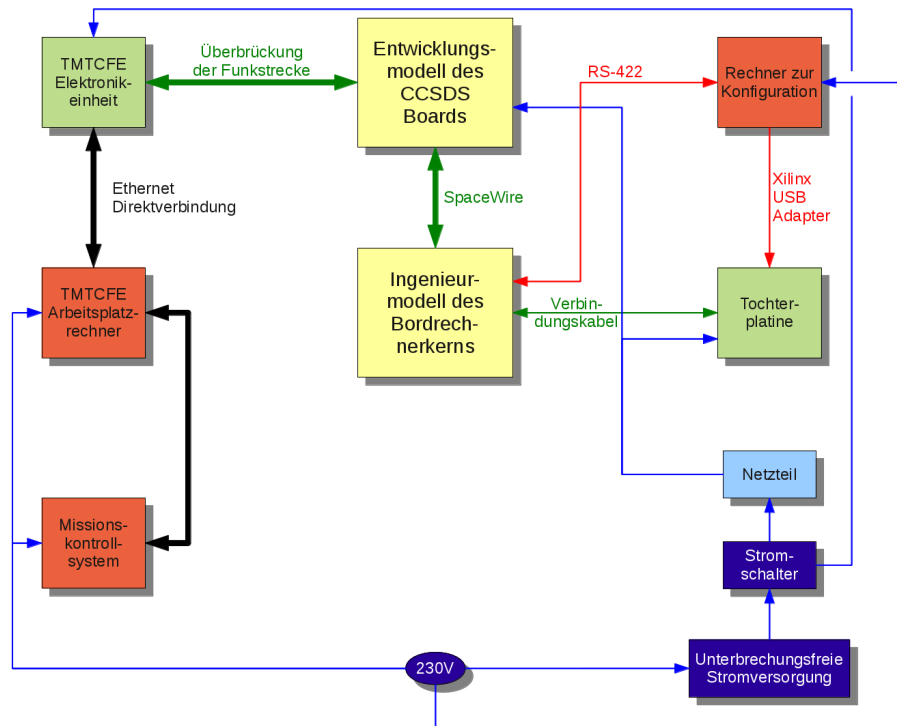 TMTCFE
Elektronik-
einheit
Überbrückung
der Funkstrecke
Entwicklungs-
modell des
CCSDS
Boards
RS-422
Rechner zur
Konfiguration
Ethernet
Direktverbindung
SpaceWire
Xilinx
USB
Adapter
TMTCFE
Arbeitsplatz-
rechner
Ingenieur-
modell des
Bordrech-
nerkerns
Verbin-
dungskabel
Tochter-
platine
Netzteil
Missions-
kontroll-
system
Strom-
schalter
230V
Unterbrechungsfreie
Stromversorgung